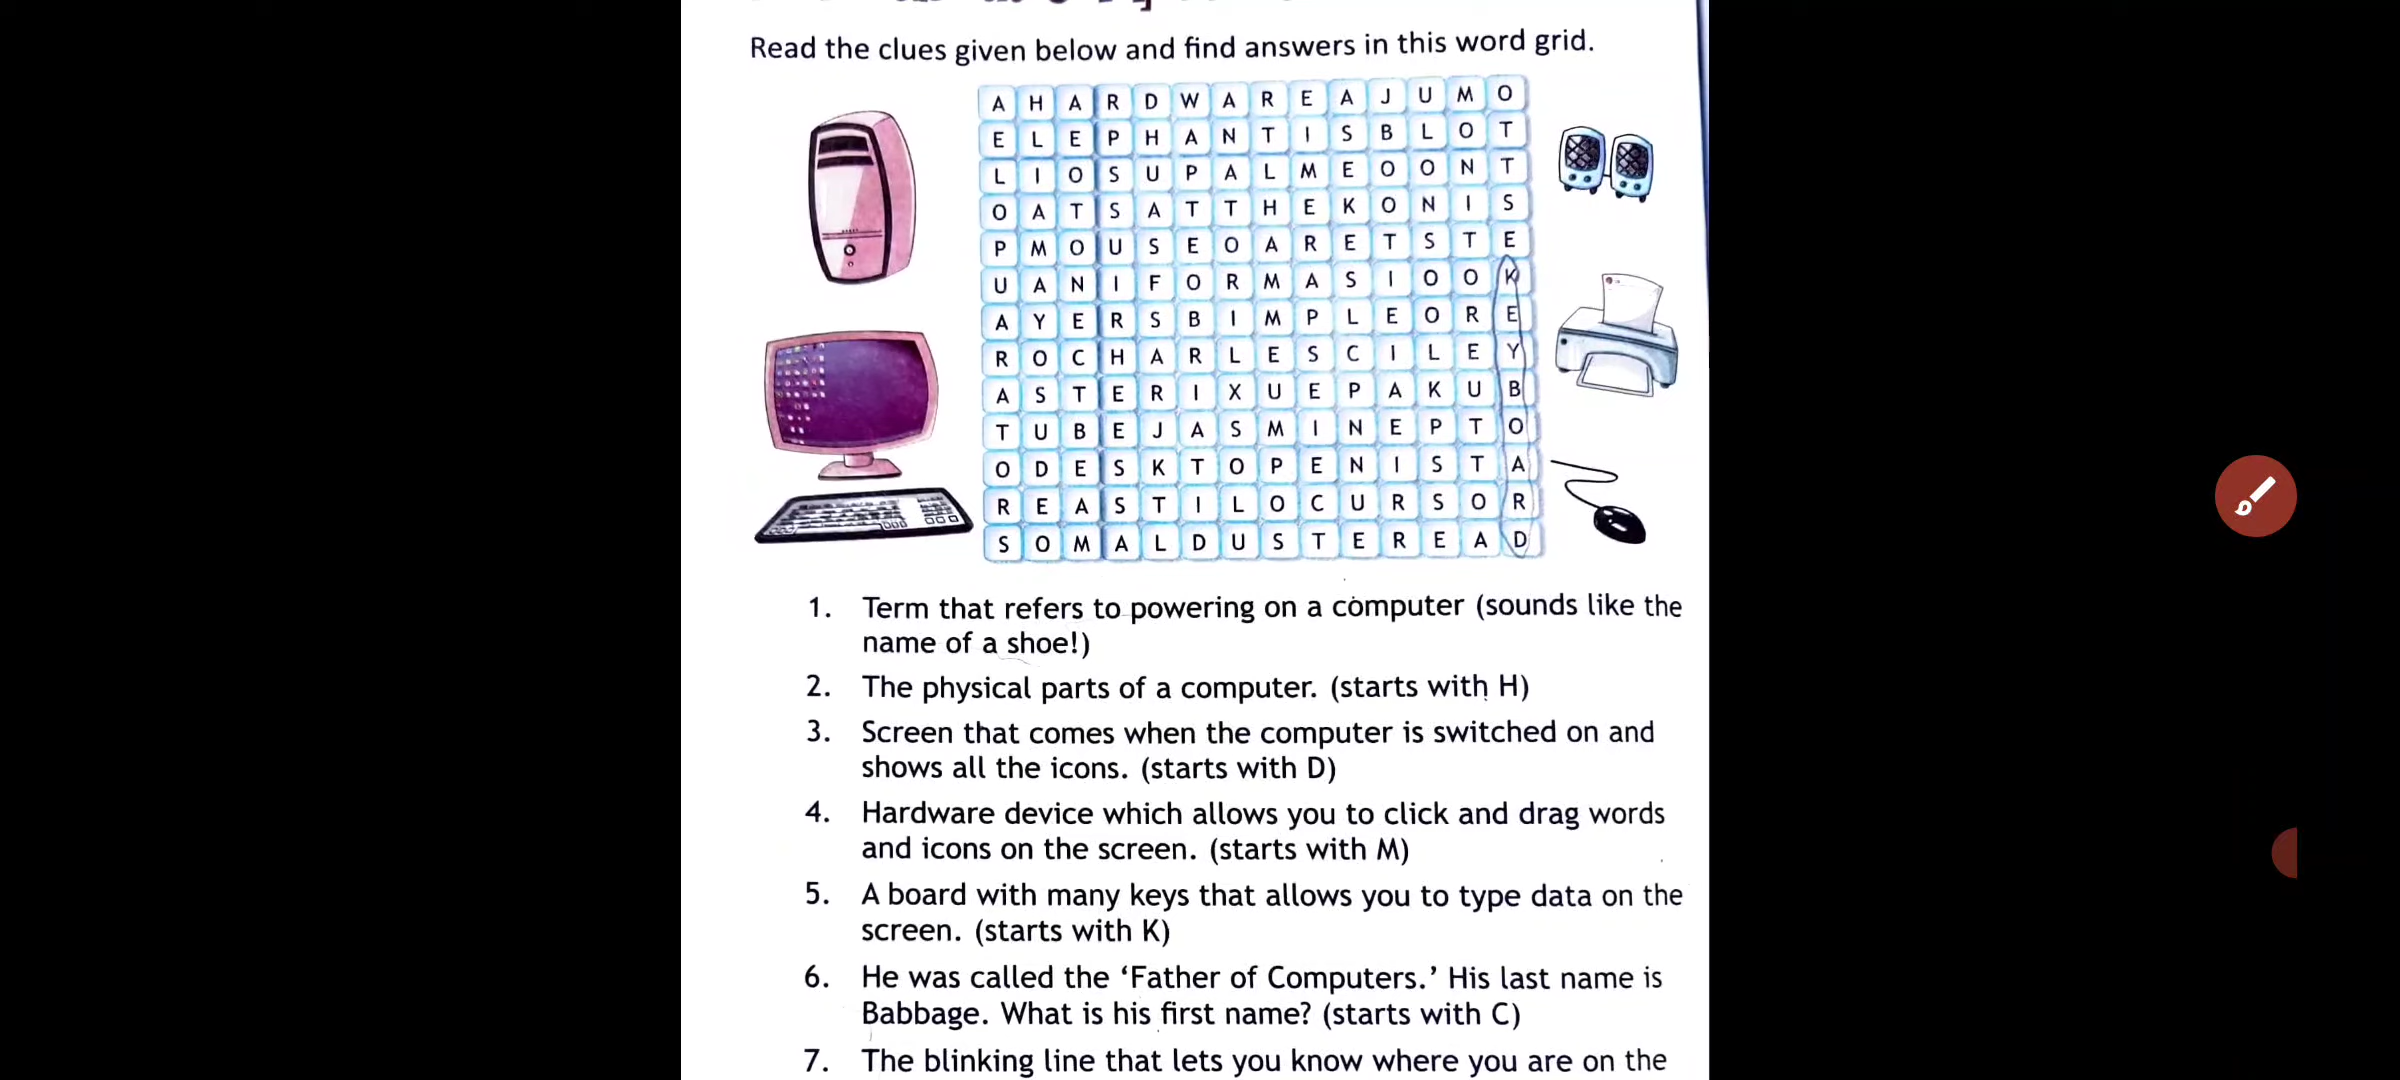 Read the clues given below and find answers in this word grid.
A H A R D W A R E A J U M O
E L E P H A N T I S B L O T
L I O S U P A L M E O O N T
O A T S A T T H E K O N I S
P M O U S E O A R E T S T E
U A N I F O R M A S I O O K
A Y E R S B I M P L E O R E
R O C H A R L E S C I L E Y
A S T E R I X U E P A K U B
T U B E J A S M I N E P T O
O D E S K T O P E N I S T A
R E A S T I L O C U R S O R
S O M A L D U S T E R E A D
1. Term that refers to powering on a computer (sounds like the
name of a shoe!)
2. The physical parts of a computer. (starts with H)
3. Screen that comes when the computer is switched on and
shows all the icons. (starts with D)
4. Hardware device which allows you to click and drag words
and icons on the screen. (starts with M)
5. A board with many keys that allows you to type data on the
screen. (starts with K)
6. He was called the ‘Father of Computers.’ His last name is
Babbage. What is his first name? (starts with C)
7. The blinking line that lets you know where you are on the